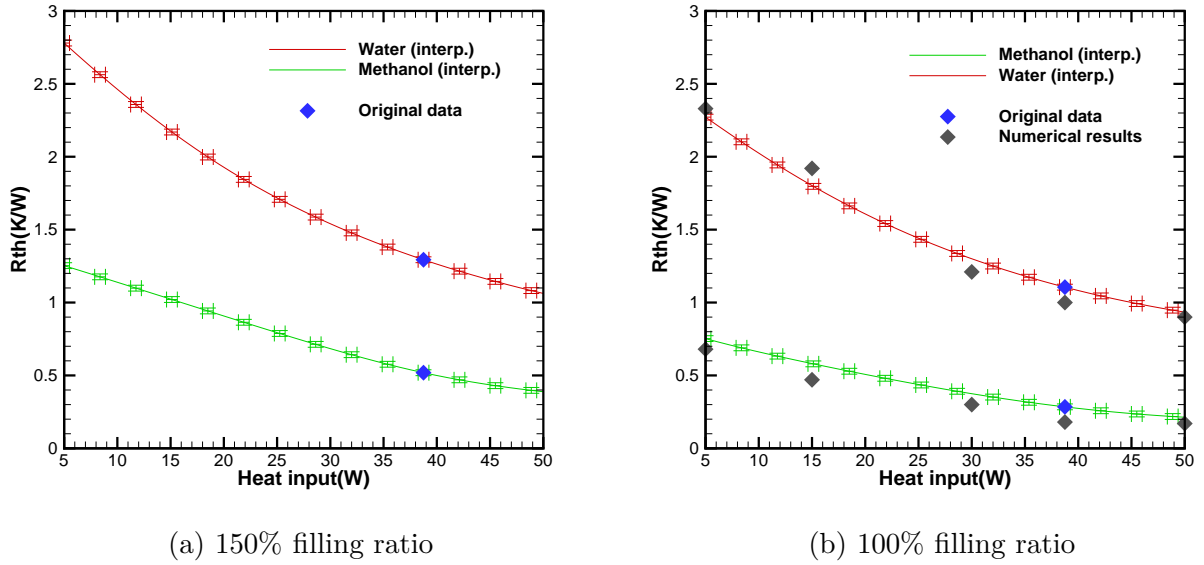 Rth(K/W)
3
2.5
2
1.5
1
0.5
0
Water (interp.)
Methanol (interp.)
Original data
5 10 15 20 25 30 35 40 45 50
Heat input(W)
(a) 150% filling ratio
Rth(K/W)
3
2.5
2
1.5
1
0.5
0
Methanol (interp.)
Water (interp.)
Original data
Numerical results
5 10 15 20 25 30 35 40 45 50
Heat input(W)
(b) 100% filling ratio